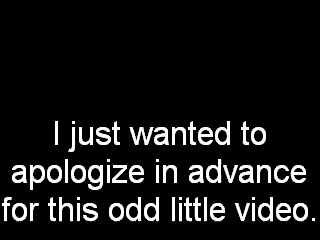 I just wanted to
apologize in advance
for this odd little video.